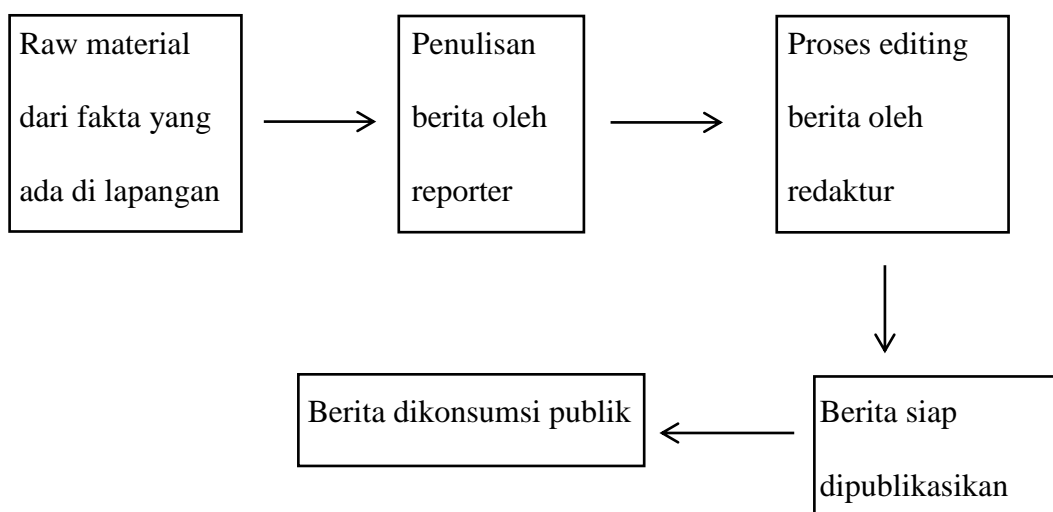 Raw material
dari fakta yang
ada di lapangan
Penulisan
berita oleh
reporter
Proses editing
berita oleh
redaktur
Berita siap
dipublikasikan
Berita dikonsumsi publik